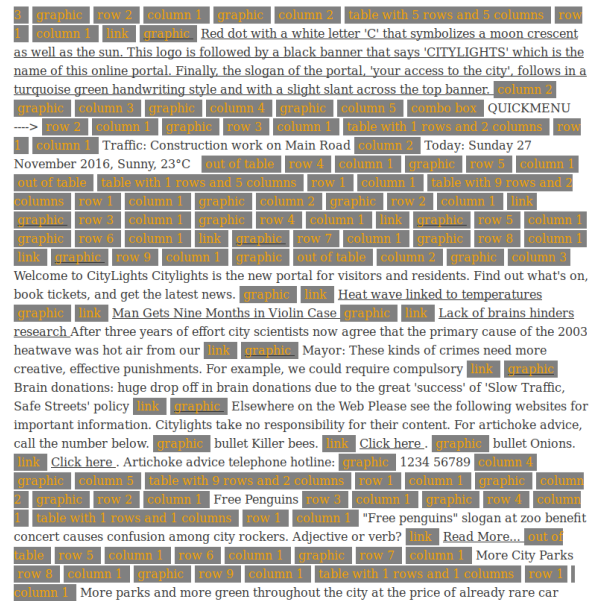 3 graphic row 2 column 1 graphic column 2 table with 5 rows and 5 columns row
1 column 1 link graphic Red dot with a white letter 'C' that symbolizes a moon crescent
as well as the sun. This logo is followed by a black banner that says 'CITYLIGHTS' which is the
name of this online portal. Finally, the slogan of the portal, 'your access to the city', follows in a
turquoise green handwriting style and with a slight slant across the top banner. column 2
graphic column 3 graphic column 4 graphic column 5 combo box QUICKMENU
----> row 2 column 1 graphic row 3 column 1 table with 1 rows and 2 columns row
1 column 1 Traffic: Construction work on Main Road column 2 Today: Sunday 27
November 2016, Sunny, 23°C out of table row 4 column 1 graphic row 5 column 1
out of table table with 1 rows and 5 columns row 1 column 1 table with 9 rows and 2
columns row 1 column 1 graphic column 2 graphic row 2 column 1 link
graphic row 3 column 1 graphic row 4 column 1 link graphic row 5 column 1
graphic row 6 column 1 link graphic row 7 column 1 graphic row 8 column 1
link graphic row 9 column 1 graphic out of table column 2 graphic column 3
Welcome to CityLights Citylights is the new portal for visitors and residents. Find out what's on,
book tickets, and get the latest news. graphic link Heat wave linked to temperatures
graphic link Man Gets Nine Months in Violin Case graphic link Lack of brains hinders
research After three years of effort city scientists now agree that the primary cause of the 2003
heatwave was hot air from our link graphic Mayor: These kinds of crimes need more
creative, effective punishments. For example, we could require compulsory link graphic
Brain donations: huge drop off in brain donations due to the great 'success' of 'Slow Traffic,
Safe Streets' policy link graphic Elsewhere on the Web Please see the following websites for
important information. Citylights take no responsibility for their content. For artichoke advice,
call the number below. graphic bullet Killer bees. link Click here . graphic bullet Onions.
link Click here . Artichoke advice telephone hotline: graphic 1234 56789 column 4
graphic column 5 table with 9 rows and 2 columns row 1 column 1 graphic column
2 graphic row 2 column 1 Free Penguins row 3 column 1 graphic row 4 column
1 table with 1 rows and 1 columns row 1 column 1 "Free penguins" slogan at zoo benefit
concert causes confusion among city rockers. Adjective or verb? link Read More... out of
table row 5 column 1 row 6 column 1 graphic row 7 column 1 More City Parks
row 8 column 1 graphic row 9 column 1 table with 1 rows and 1 columns row 1
column 1 More parks and more green throughout the city at the price of already rare car